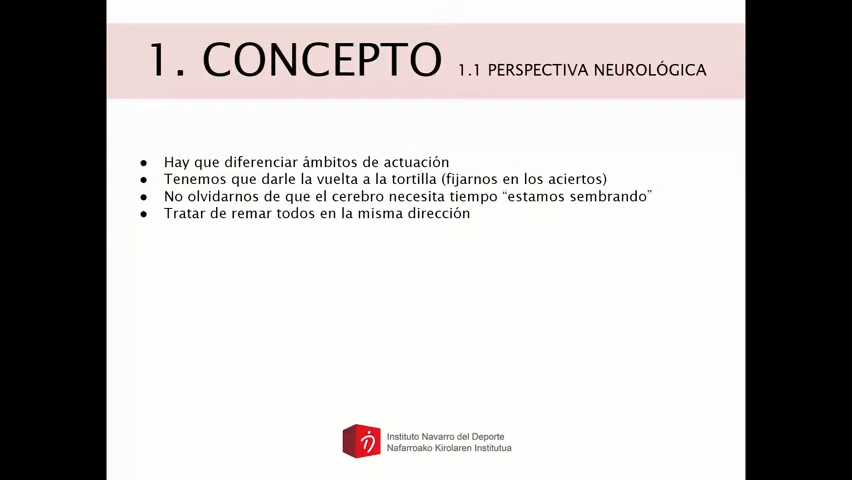 1. CONCEPTO 1.1 PERSPECTIVA NEUROLÓGICA
● Hay que diferenciar ámbitos de actuación
● Tenemos que darle la vuelta a la tortilla (fijarnos en los aciertos)
● No olvidarnos de que el cerebro necesita tiempo “estamos sembrando”
● Tratar de remar todos en la misma dirección
Instituto Navarro del Deporte
Nafarroako Kirolaren Institutua